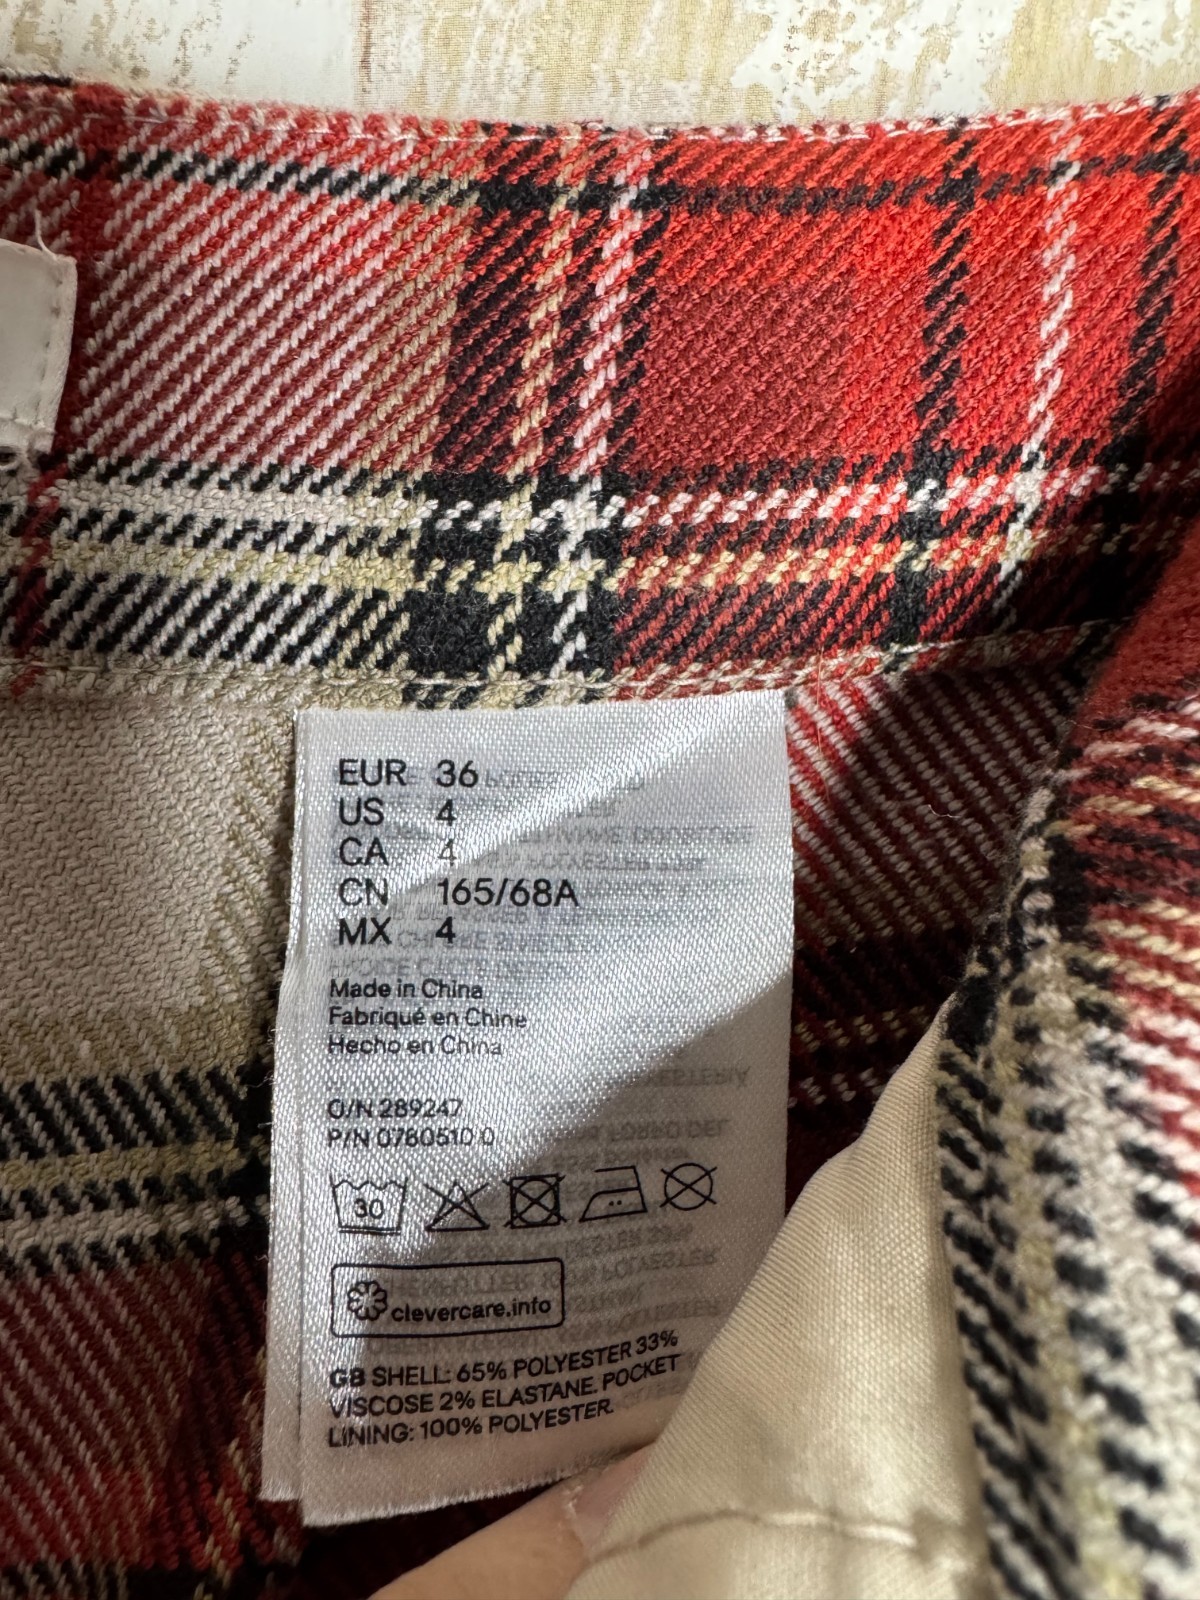 EUR 36
US 4
CA 4
CN 165/68A
MX 4
Made in China
Fabriqué en Chine
Hecho en China
O/N 289247
P/N 0780510 0
30
clevercare.info
GB SHELL: 65% POLYESTER 33%
VISCOSE 2% ELASTANE. POCKET
LINING: 100% POLYESTER.